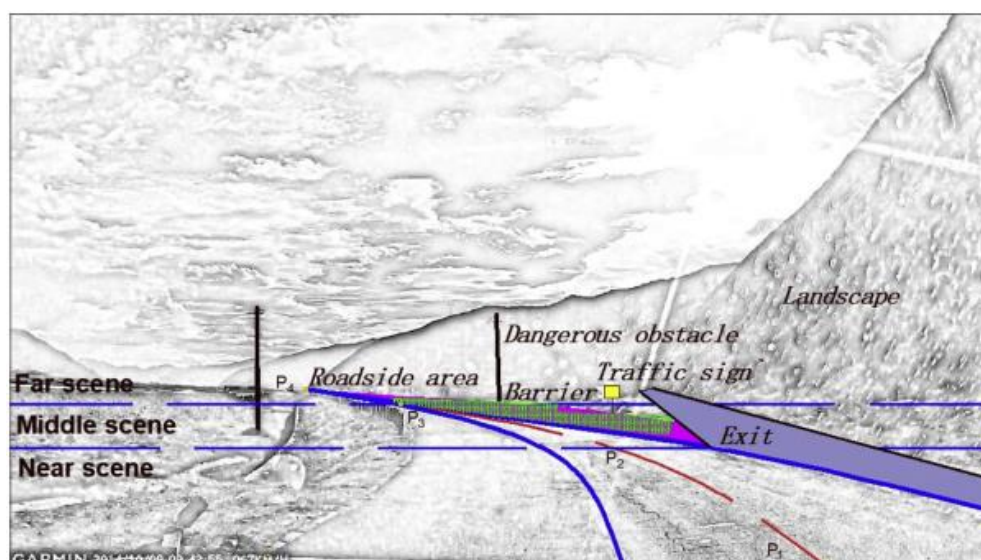 Landscape
Dangerous obstacle
Traffic sign
P4 Roadside area
Barrier
Far scene
P3
Middle scene
Exit
P2
Near scene
P1
GARMIN